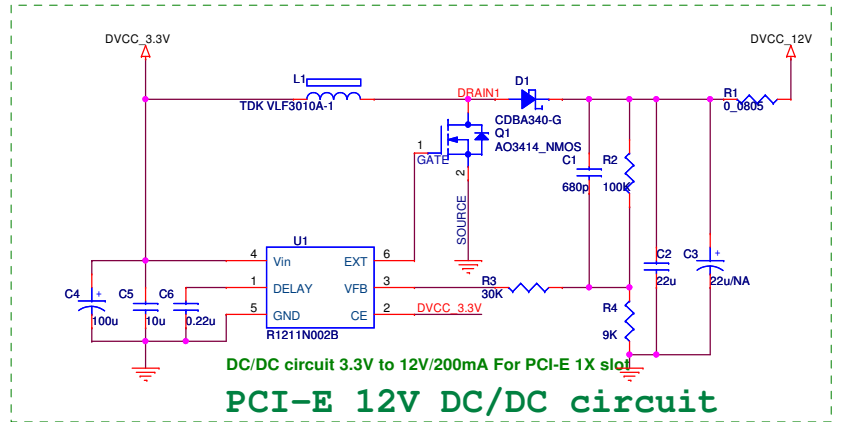 DVCC_3.3V
DVCC_12V
L1
TDK VLF3010A-1
DRAIN1
D1
CDBA340-G
Q1
AO3414_NMOS
R1
0_0805
1
GATE
2
SOURCE
C1
680p
R2
100K
U1
4 Vin EXT 6
1 DELAY VFB 3
5 GND CE 2
R1211N002B
DVCC_3.3V
C4
100u
C5
10u
C6
0.22u
R3
30K
C2
22u
C3
22u/NA
R4
9K
+
+
DC/DC circuit 3.3V to 12V/200mA For PCI-E 1X slot
PCI-E 12V DC/DC circuit